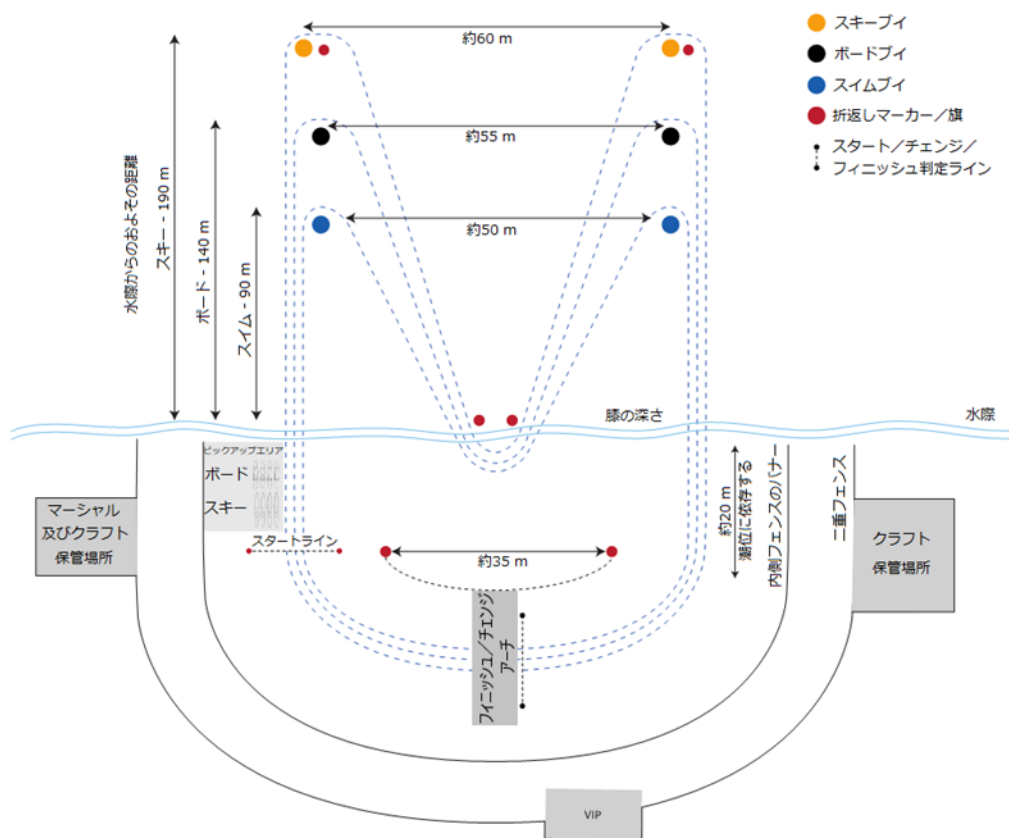 約60 m
スキーブイ
ボードブイ
スイムブイ
折返しマーカー／旗
スタート／チェンジ／
フィニッシュ判定ライン
約55 m
約50 m
水際からのおよその距離
スキー - 190 m
ボード - 140 m
スイム - 90 m
膝の深さ
水際
ピックアップエリア
ボード
スキー
マーシャル
及びクラフト
保管場所
スタートライン
約35 m
約20 m
潮位に依存する
内側フェンスのバナー
二重フェンス
クラフト
保管場所
フィニッシュ／チェンジ
アーチ
VIP